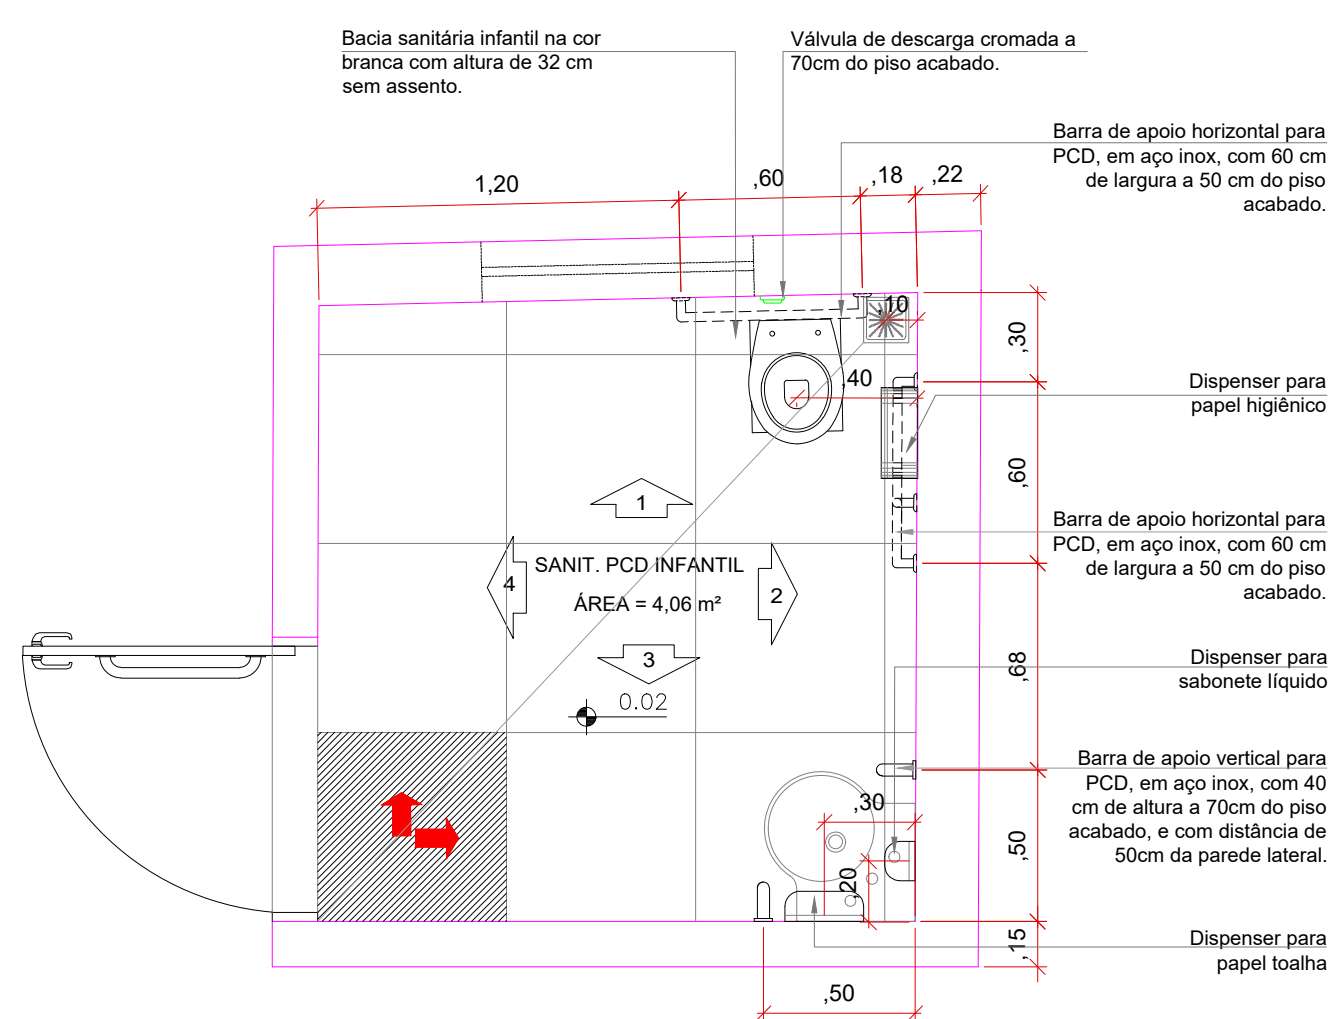 Bacia sanitária infantil na cor
branca com altura de 32 cm
sem assento.
Válvula de descarga cromada a
70cm do piso acabado.
Barra de apoio horizontal para
PCD, em aço inox, com 60 cm
de largura a 50 cm do piso
acabado.
1,20
,60
,18
,22
,10
,30
,40
Dispenser para
papel higiênico
,60
1
Barra de apoio horizontal para
PCD, em aço inox, com 60 cm
de largura a 50 cm do piso
acabado.
SANIT. PCD INFANTIL
4
2
ÁREA = 4,06 m²
3
,68
Dispenser para
sabonete líquido
0.02
Barra de apoio vertical para
PCD, em aço inox, com 40
cm de altura a 70cm do piso
acabado, e com distância de
50cm da parede lateral.
,30
,50
,20
Dispenser para
papel toalha
,15
,50